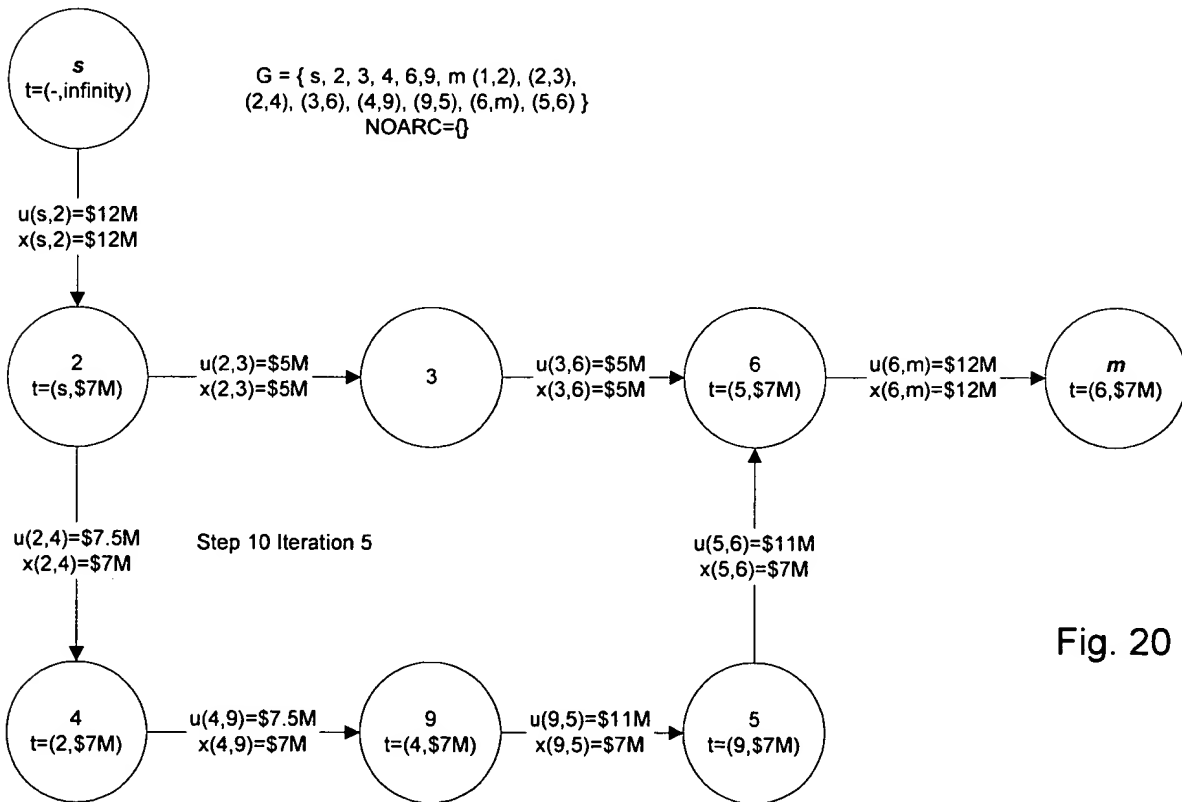 s
t=(-,infinity)
G = { s, 2, 3, 4, 6,9, m (1,2), (2,3),
(2,4), (3,6), (4,9), (9,5), (6,m), (5,6) }
NOARC={}
u(s,2)=$12M
x(s,2)=$12M
2
t=(s,$7M)
u(2,3)=$5M
x(2,3)=$5M
3
u(3,6)=$5M
x(3,6)=$5M
6
t=(5,$7M)
u(6,m)=$12M
x(6,m)=$12M
m
t=(6,$7M)
u(2,4)=$7.5M
x(2,4)=$7M
Step 10 Iteration 5
u(5,6)=$11M
x(5,6)=$7M
Fig. 20
4
t=(2,$7M)
u(4,9)=$7.5M
x(4,9)=$7M
9
t=(4,$7M)
u(9,5)=$11M
x(9,5)=$7M
5
t=(9,$7M)